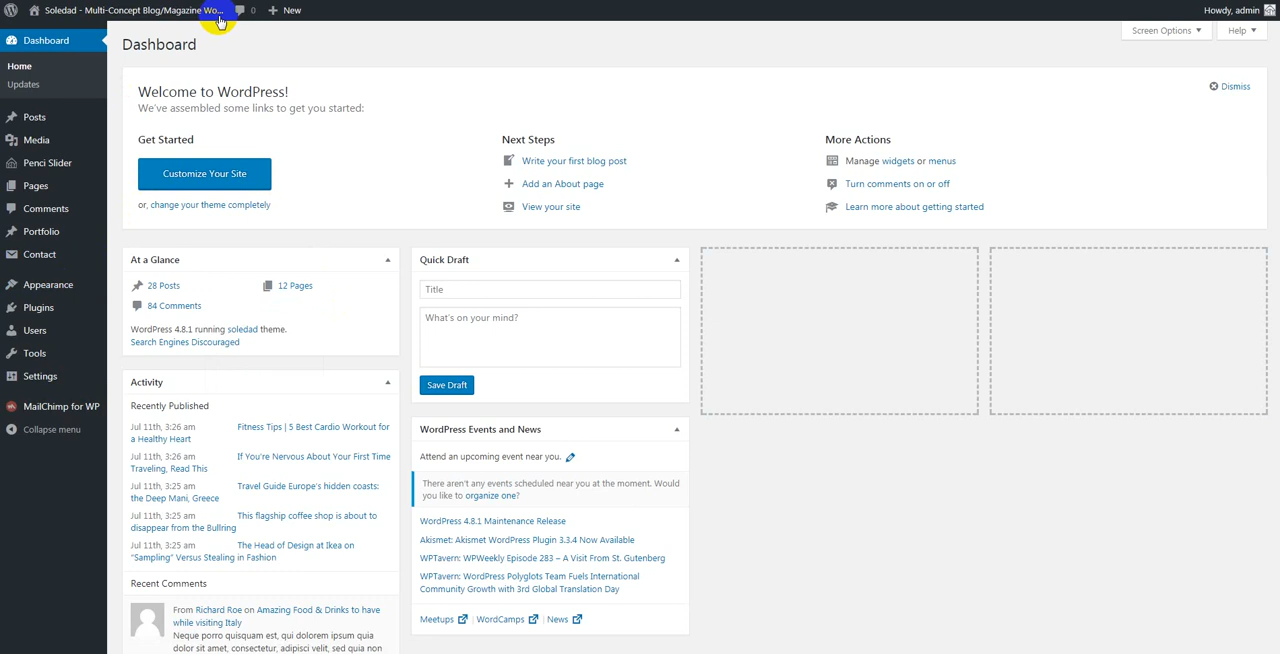 Soledad - Multi-Concept Blog/Magazine Wo... 0 New Howdy, admin
Dashboard
Home
Updates
Posts
Media
Penci Slider
Pages
Comments
Portfolio
Contact
Appearance
Plugins
Users
Tools
Settings
MailChimp for WP
Collapse menu
Screen Options Help
Dashboard
Welcome to WordPress!
We've assembled some links to get you started:
Dismiss
Get Started
Customize Your Site
or, change your theme completely
Next Steps
Write your first blog post
Add an About page
View your site
More Actions
Manage widgets or menus
Turn comments on or off
Learn more about getting started
At a Glance
28 Posts 12 Pages
84 Comments
WordPress 4.8.1 running soledad theme.
Search Engines Discouraged
Activity
Recently Published
Jul 11th, 3:26 am Fitness Tips | 5 Best Cardio Workout for
a Healthy Heart
Jul 11th, 3:26 am If You're Nervous About Your First Time
Traveling, Read This
Jul 11th, 3:25 am Travel Guide Europe's hidden coasts:
the Deep Mani, Greece
Jul 11th, 3:25 am This flagship coffee shop is about to
disappear from the Bullring
Jul 11th, 3:25 am The Head of Design at Ikea on
"Sampling" Versus Stealing in Fashion
Recent Comments
From Richard Roe on Amazing Food & Drinks to have
while visiting Italy
Neque porro quisquam est, qui dolorem ipsum quia
dolor sit amet, consectetur, adipisci velit, sed quia non
Quick Draft
Title
What's on your mind?
Save Draft
WordPress Events and News
Attend an upcoming event near you.
There aren't any events scheduled near you at the moment. Would
you like to organize one?
WordPress 4.8.1 Maintenance Release
Akismet: Akismet WordPress Plugin 3.3.4 Now Available
WPTavern: WPWeekly Episode 283 – A Visit From St. Gutenberg
WPTavern: WordPress Polyglots Team Fuels International
Community Growth with 3rd Global Translation Day
Meetups | WordCamps | News